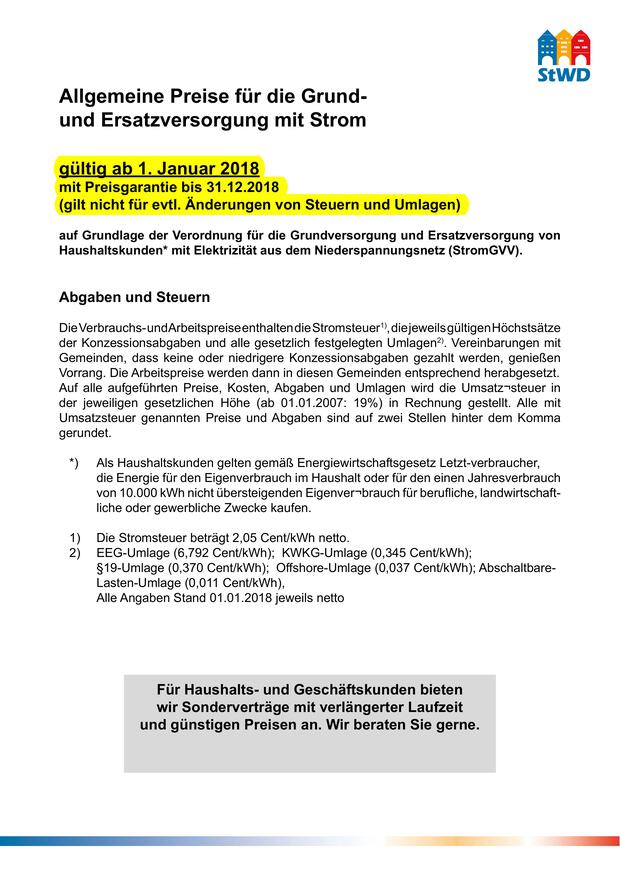 StWD
Allgemeine Preise für die Grund-
und Ersatzversorgung mit Strom
gültig ab 1. Januar 2018
mit Preisgarantie bis 31.12.2018
(gilt nicht für evtl. Änderungen von Steuern und Umlagen)
auf Grundlage der Verordnung für die Grundversorgung und Ersatzversorgung von
Haushaltskunden* mit Elektrizität aus dem Niederspannungsnetz (StromGVV).
Abgaben und Steuern
Die Verbrauchs- und Arbeitspreise enthalten die Stromsteuer1), die jeweils gültigen Höchstsätze
der Konzessionsabgaben und alle gesetzlich festgelegten Umlagen2). Vereinbarungen mit
Gemeinden, dass keine oder niedrigere Konzessionsabgaben gezahlt werden, genießen
Vorrang. Die Arbeitspreise werden dann in diesen Gemeinden entsprechend herabgesetzt.
Auf alle aufgeführten Preise, Kosten, Abgaben und Umlagen wird die Umsatz¬steuer in
der jeweiligen gesetzlichen Höhe (ab 01.01.2007: 19%) in Rechnung gestellt. Alle mit
Umsatzsteuer genannten Preise und Abgaben sind auf zwei Stellen hinter dem Komma
gerundet.
*) Als Haushaltskunden gelten gemäß Energiewirtschaftsgesetz Letzt-verbraucher,
die Energie für den Eigenverbrauch im Haushalt oder für den einen Jahresverbrauch
von 10.000 kWh nicht übersteigenden Eigenver¬brauch für berufliche, landwirtschaft-
liche oder gewerbliche Zwecke kaufen.
1) Die Stromsteuer beträgt 2,05 Cent/kWh netto.
2) EEG-Umlage (6,792 Cent/kWh); KWKG-Umlage (0,345 Cent/kWh);
§19-Umlage (0,370 Cent/kWh); Offshore-Umlage (0,037 Cent/kWh); Abschaltbare-
Lasten-Umlage (0,011 Cent/kWh),
Alle Angaben Stand 01.01.2018 jeweils netto
Für Haushalts- und Geschäftskunden bieten
wir Sonderverträge mit verlängerter Laufzeit
und günstigen Preisen an. Wir beraten Sie gerne.